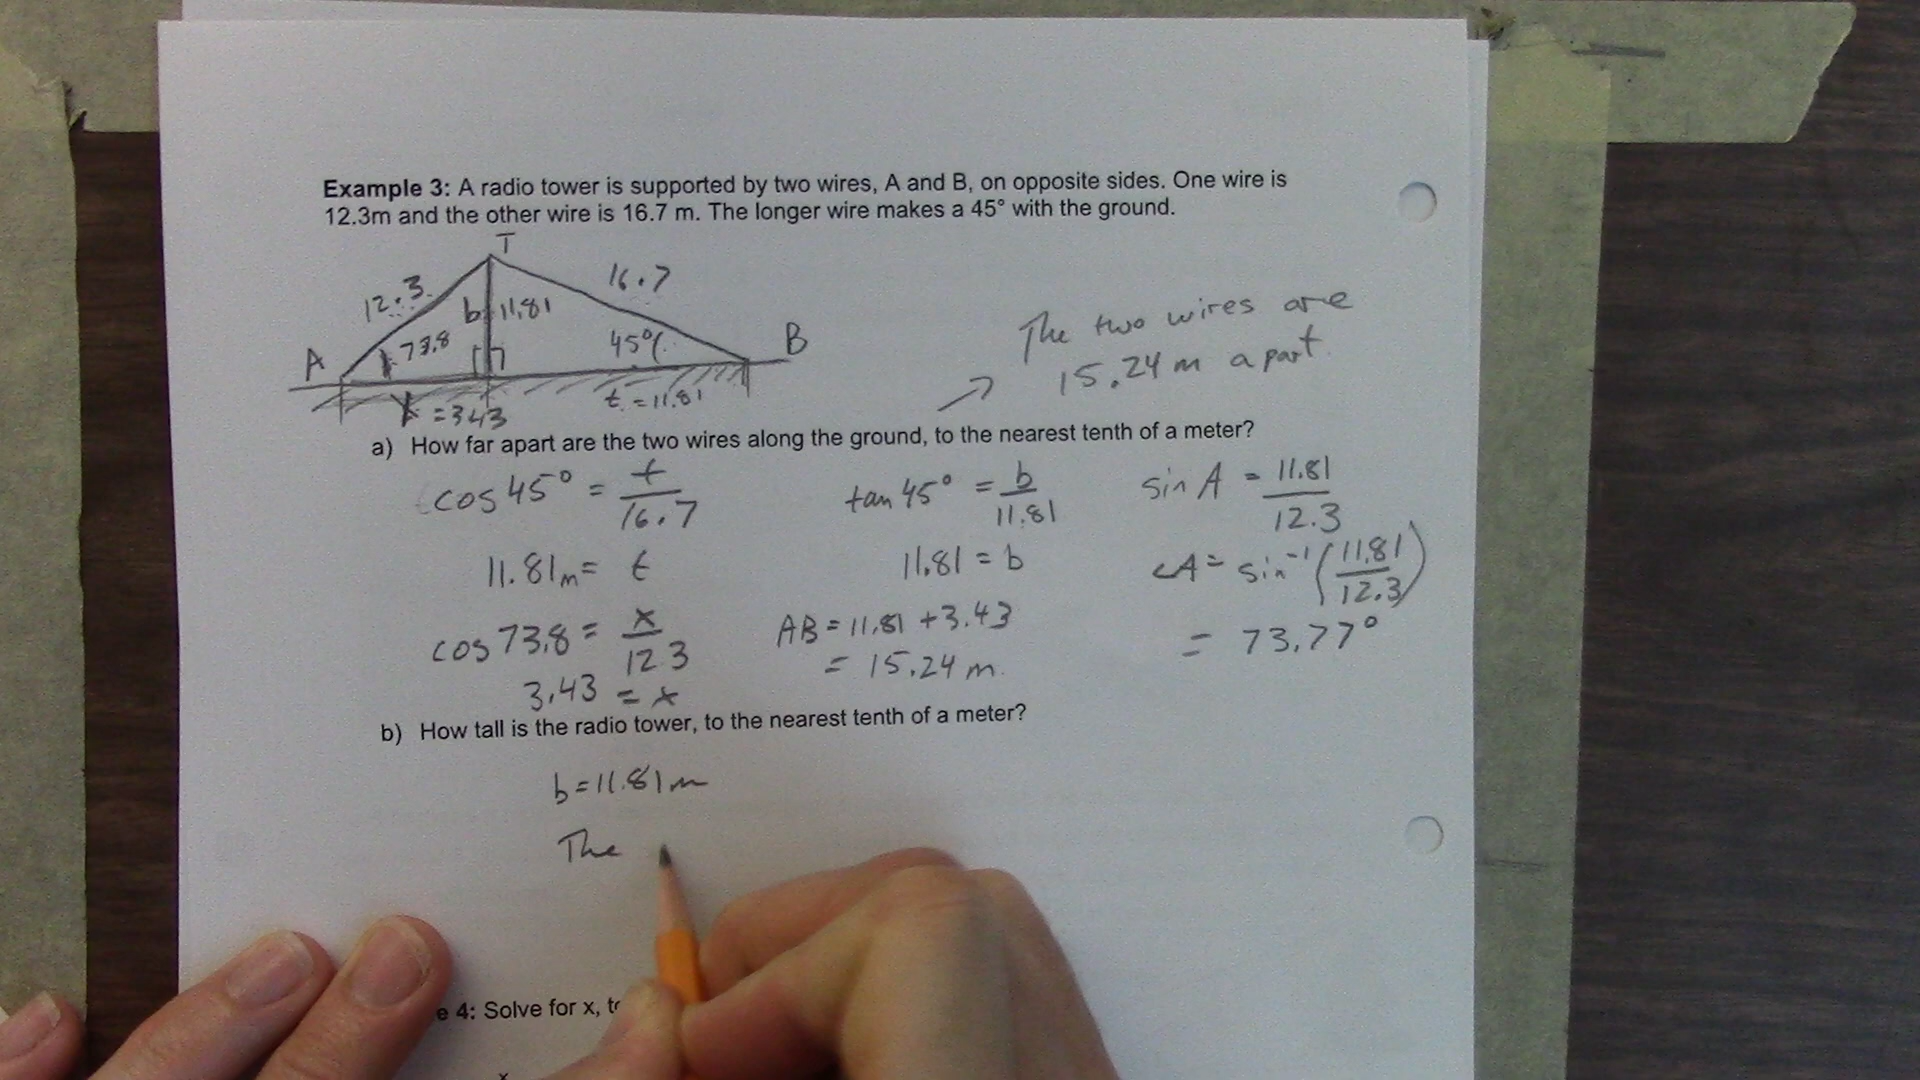 Example 3: A radio tower is supported by two wires, A and B, on opposite sides. One wire is
12.3m and the other wire is 16.7 m. The longer wire makes a 45° with the ground.
T
12.3
16.7
b
11.81
A
73.8
45°
B
x = 3.43
t = 11.81
The two wires are
15.24 m apart.
a) How far apart are the two wires along the ground, to the nearest tenth of a meter?
cos 45° = t/16.7
tan 45° = b/11.81
sin A = 11.81/12.3
11.81m = t
11.81 = b
∠A = sin⁻¹(11.81/12.3)
cos 73.8 = x/12.3
AB = 11.81 + 3.43
= 73.77°
3.43 = x
= 15.24 m.
b) How tall is the radio tower, to the nearest tenth of a meter?
b = 11.81 m
The
4: Solve for x,
x